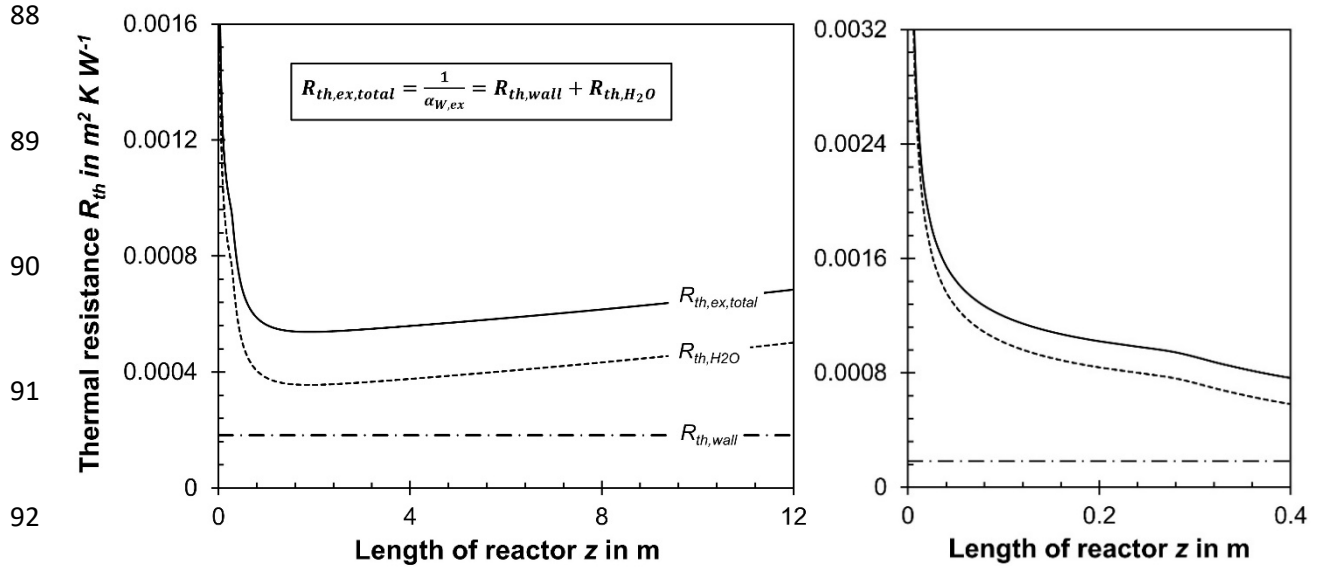 88
89
90
91
92
Thermal resistance R_th in m² K W⁻¹
0.0016
0.0012
0.0008
0.0004
0
R_th,ex,total = 1/α_W,ex = R_th,wall + R_th,H₂O
R_th,ex,total
R_th,H2O
R_th,wall
0 4 8 12
Length of reactor z in m
0.0032
0.0024
0.0016
0.0008
0
0 0.2 0.4
Length of reactor z in m